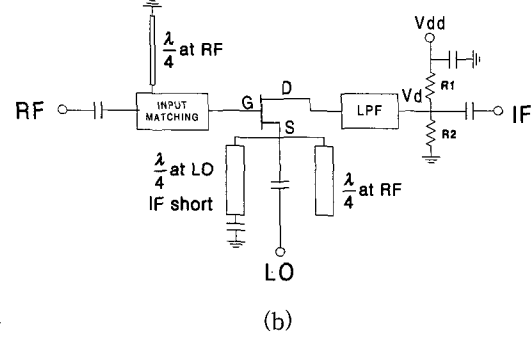 λ/4 at RF
Vdd
R1
D
G
RF
INPUT
MATCHING
LPF
Vd
IF
S
R2
λ/4 at LO
IF short
λ/4 at RF
LO
(b)